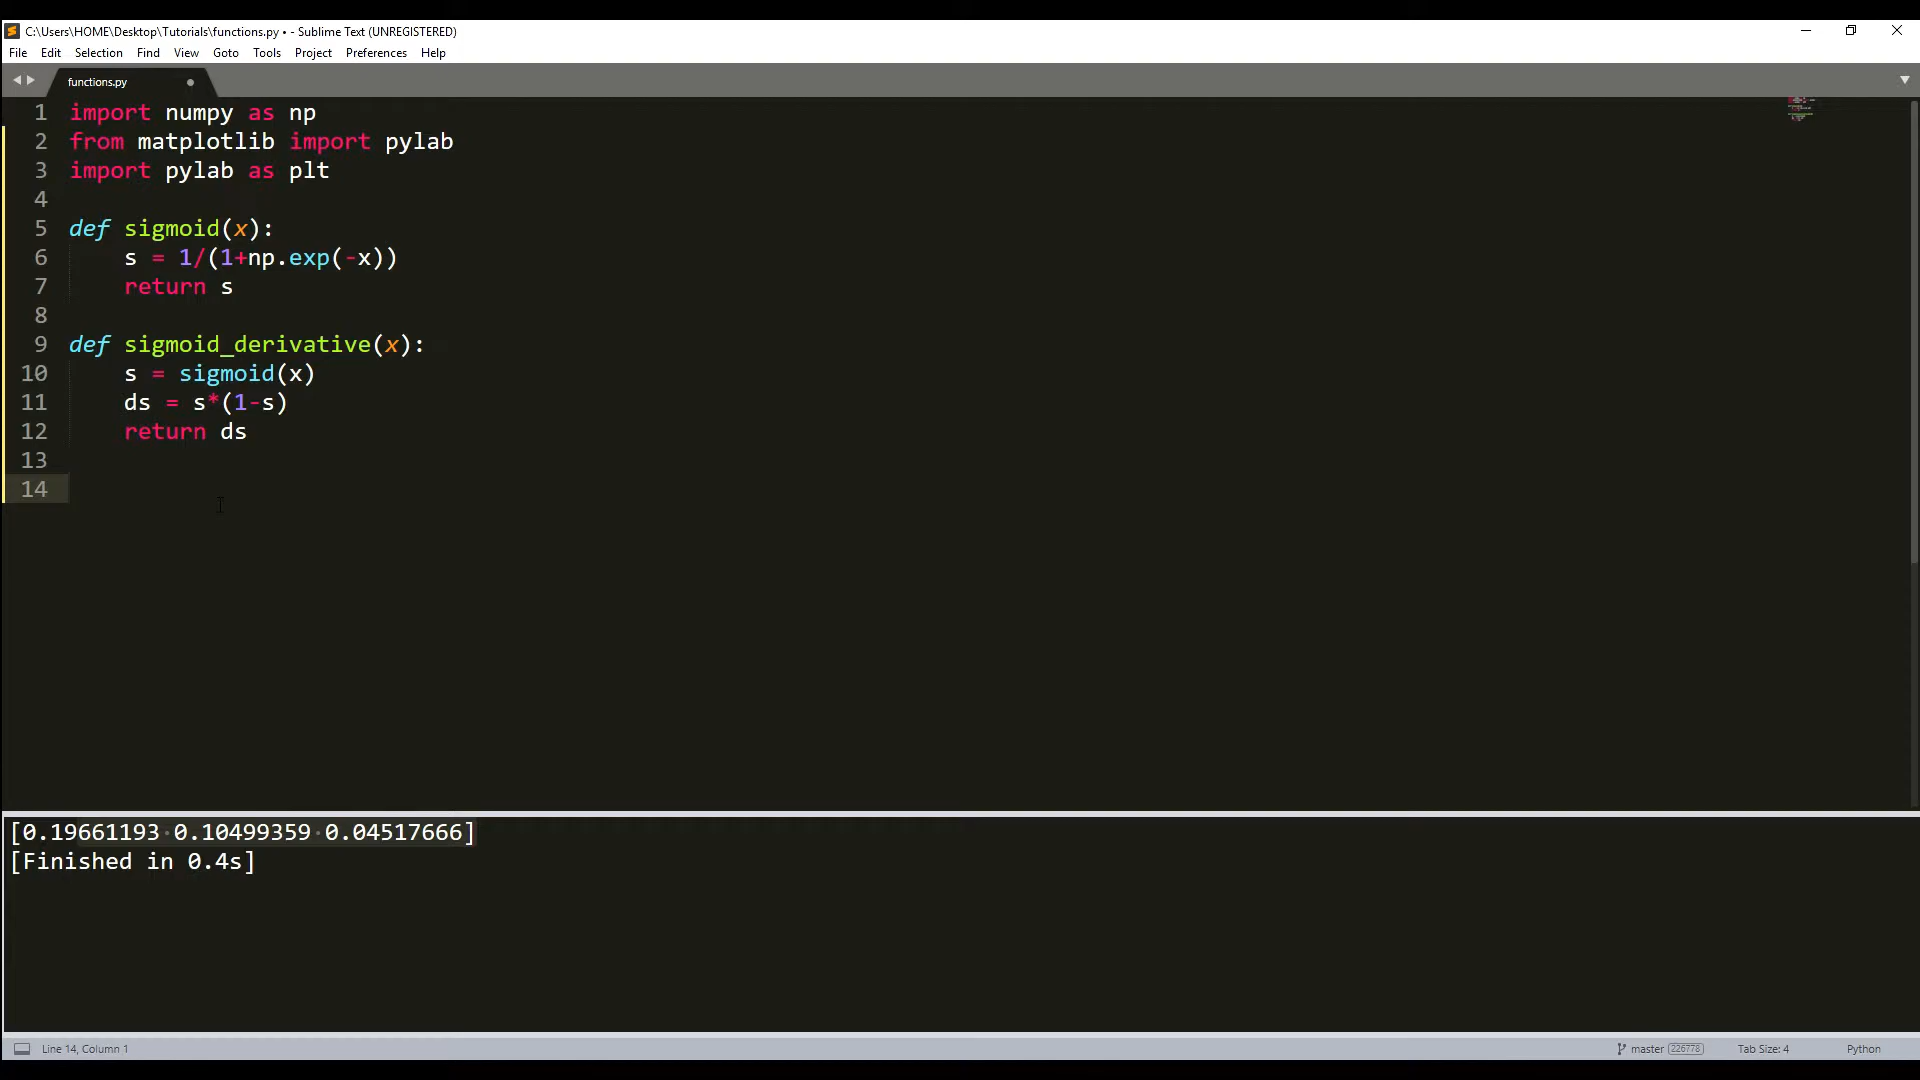 C:\Users\HOME\Desktop\Tutorials\functions.py • - Sublime Text (UNREGISTERED)
File Edit Selection Find View Goto Tools Project Preferences Help
functions.py
1 import numpy as np
2 from matplotlib import pylab
3 import pylab as plt
4
5 def sigmoid(x):
6     s = 1/(1+np.exp(-x))
7     return s
8
9 def sigmoid_derivative(x):
10     s = sigmoid(x)
11     ds = s*(1-s)
12     return ds
13
14
[0.19661193·0.10499359·0.04517666]
[Finished in 0.4s]
Line 14, Column 1 master 226778 Tab Size: 4 Python